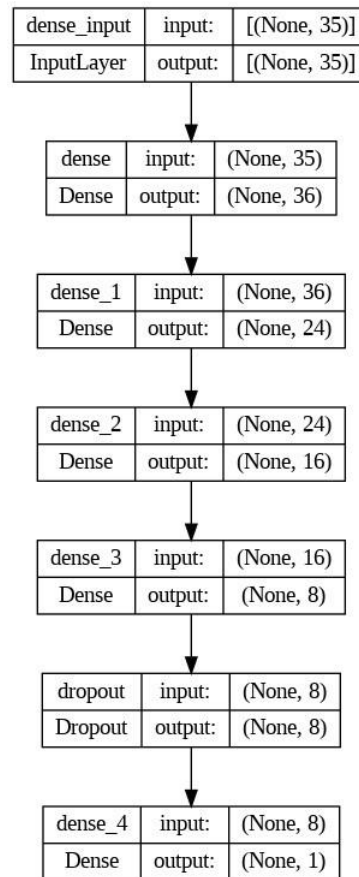 dense_input input: [(None, 35)]
InputLayer output: [(None, 35)]
dense input: (None, 35)
Dense output: (None, 36)
dense_1 input: (None, 36)
Dense output: (None, 24)
dense_2 input: (None, 24)
Dense output: (None, 16)
dense_3 input: (None, 16)
Dense output: (None, 8)
dropout input: (None, 8)
Dropout output: (None, 8)
dense_4 input: (None, 8)
Dense output: (None, 1)